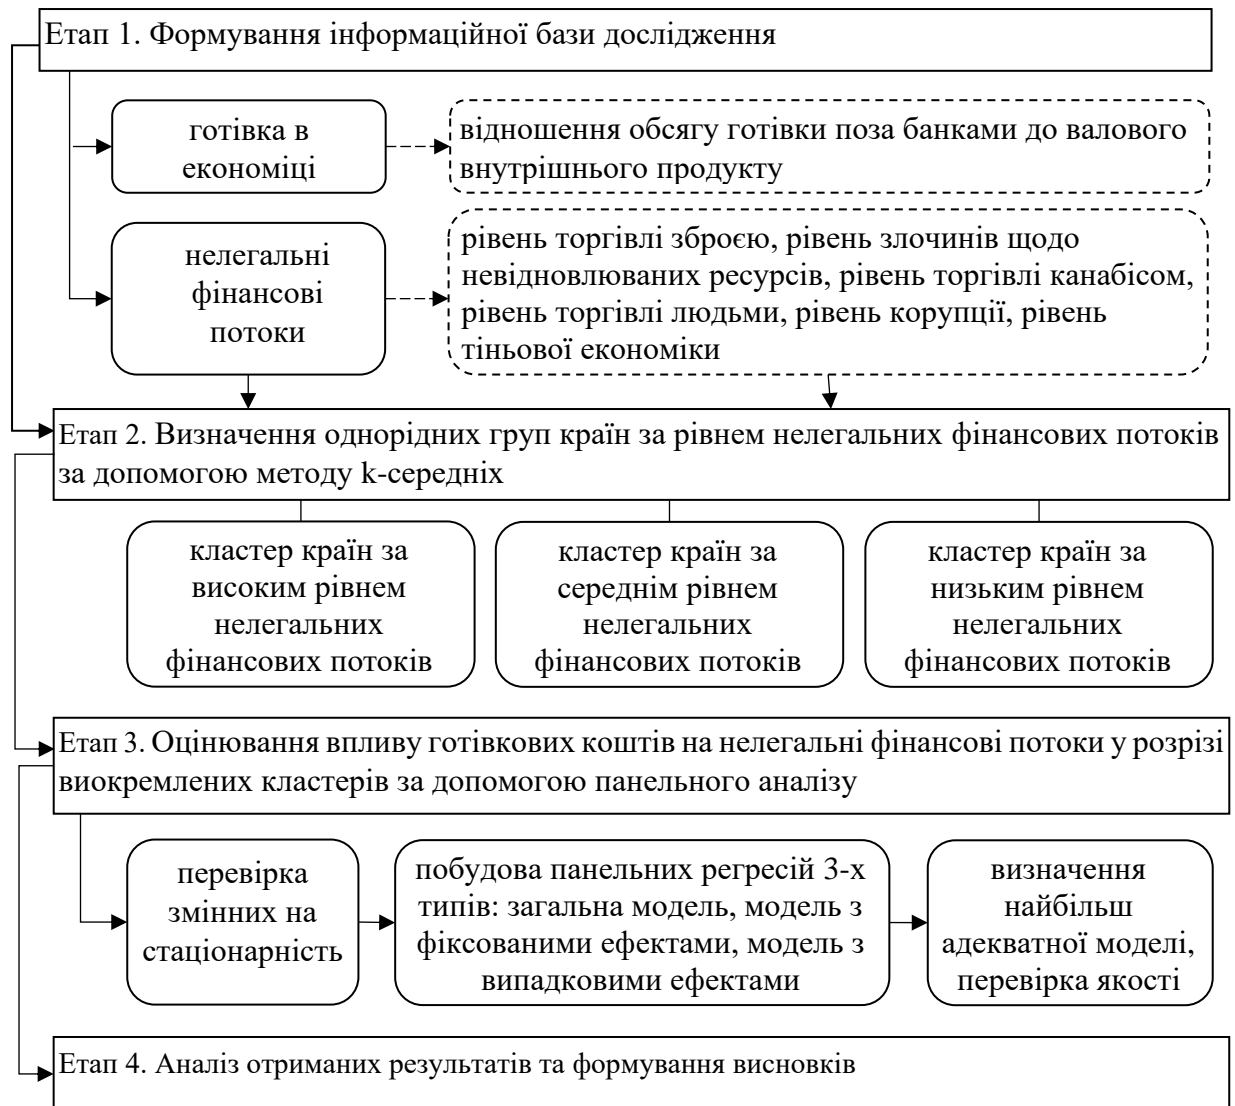 Етап 1. Формування інформаційної бази дослідження
готівка в
економіці
відношення обсягу готівки поза банками до валового
внутрішнього продукту
нелегальні
фінансові
потоки
рівень торгівлі зброєю, рівень злочинів щодо
невідновлюваних ресурсів, рівень торгівлі канабісом,
рівень торгівлі людьми, рівень корупції, рівень
тіньової економіки
Етап 2. Визначення однорідних груп країн за рівнем нелегальних фінансових потоків
за допомогою методу k-середніх
кластер країн за
високим рівнем
нелегальних
фінансових потоків
кластер країн за
середнім рівнем
нелегальних
фінансових потоків
кластер країн за
низьким рівнем
нелегальних
фінансових потоків
Етап 3. Оцінювання впливу готівкових коштів на нелегальні фінансові потоки у розрізі
виокремлених кластерів за допомогою панельного аналізу
перевірка
змінних на
стаціонарність
побудова панельних регресій 3-х
типів: загальна модель, модель з
фіксованими ефектами, модель з
випадковими ефектами
визначення
найбільш
адекватної моделі,
перевірка якості
Етап 4. Аналіз отриманих результатів та формування висновків